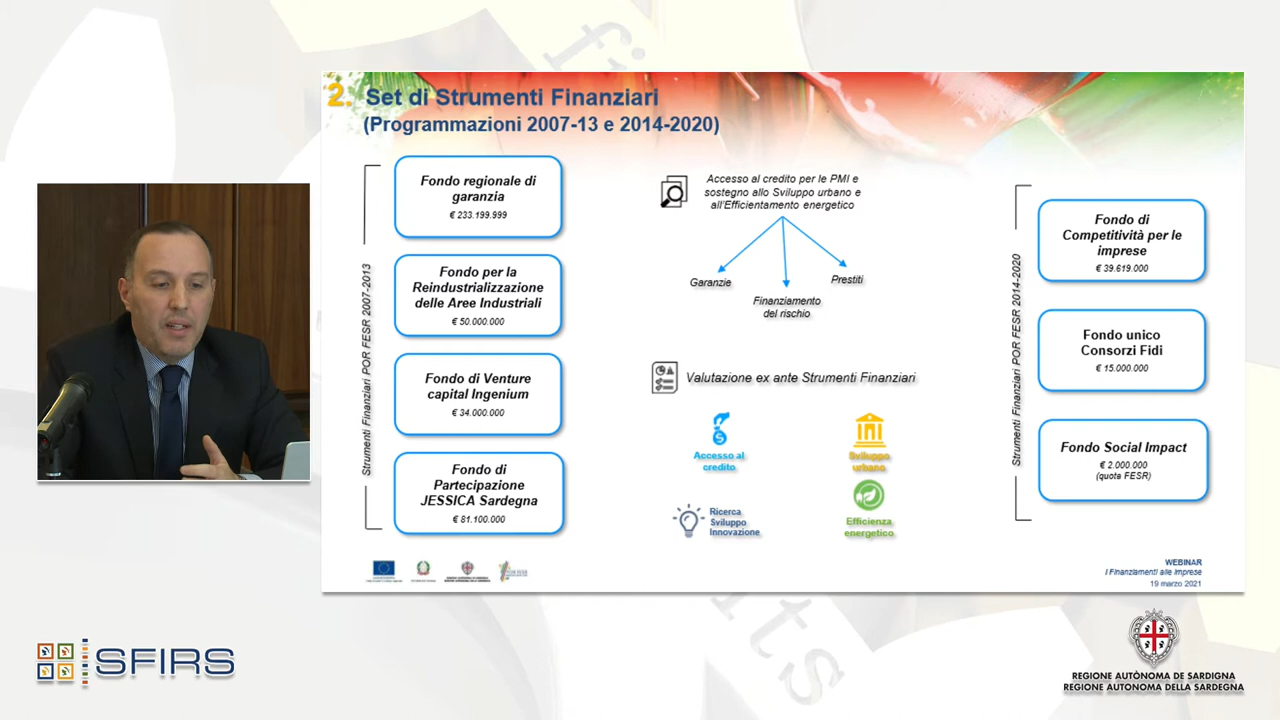 2. Set di Strumenti Finanziari
(Programmazioni 2007-13 e 2014-2020)
Strumenti Finanziari POR FESR 2007-2013
Fondo regionale di
garanzia
€ 233.199.999
Fondo per la
Reindustrializzazione
delle Aree Industriali
€ 50.000.000
Fondo di Venture
capital Ingenium
€ 34.000.000
Fondo di
Partecipazione
JESSICA Sardegna
€ 81.100.000
Accesso al credito per le PMI e
sostegno allo Sviluppo urbano e
all'Efficientamento energetico
Garanzie
Finanziamento
del rischio
Prestiti
Valutazione ex ante Strumenti Finanziari
Accesso al
credito
Sviluppo
urbano
Ricerca
Sviluppo
Innovazione
Efficienza
energetico
Strumenti Finanziari POR FESR 2014-2020
Fondo di
Competitività per le
imprese
€ 39.619.000
Fondo unico
Consorzi Fidi
€ 15.000.000
Fondo Social Impact
€ 2.000.000
(quota FESR)
WEBINAR
I Finanziamenti alle Imprese
19 marzo 2021
SFIRS
REGIONE AUTÒNOMA DE SARDIGNA
REGIONE AUTONOMA DELLA SARDEGNA